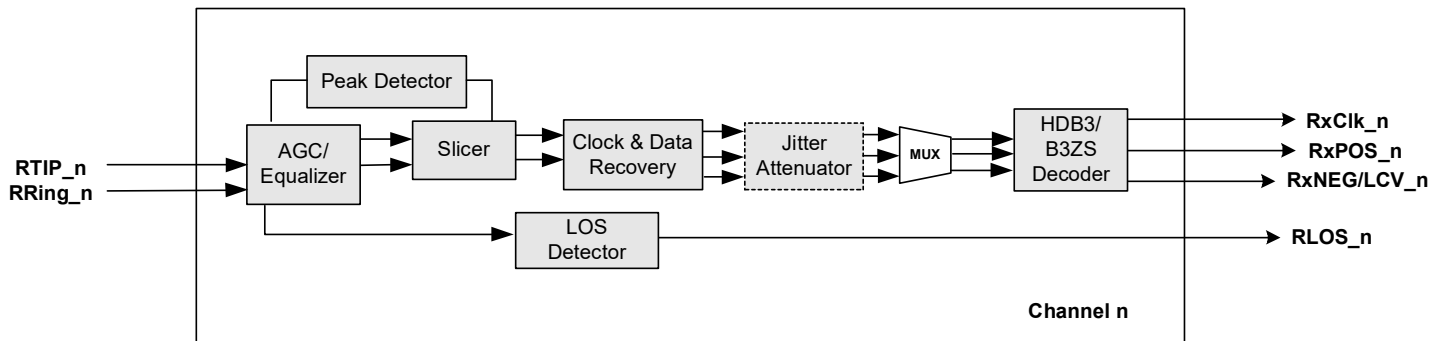 Peak Detector
RTIP_n
RRing_n
AGC/
Equalizer
Slicer
Clock & Data
Recovery
Jitter
Attenuator
MUX
HDB3/
B3ZS
Decoder
RxClk_n
RxPOS_n
RxNEG/LCV_n
LOS
Detector
RLOS_n
Channel n